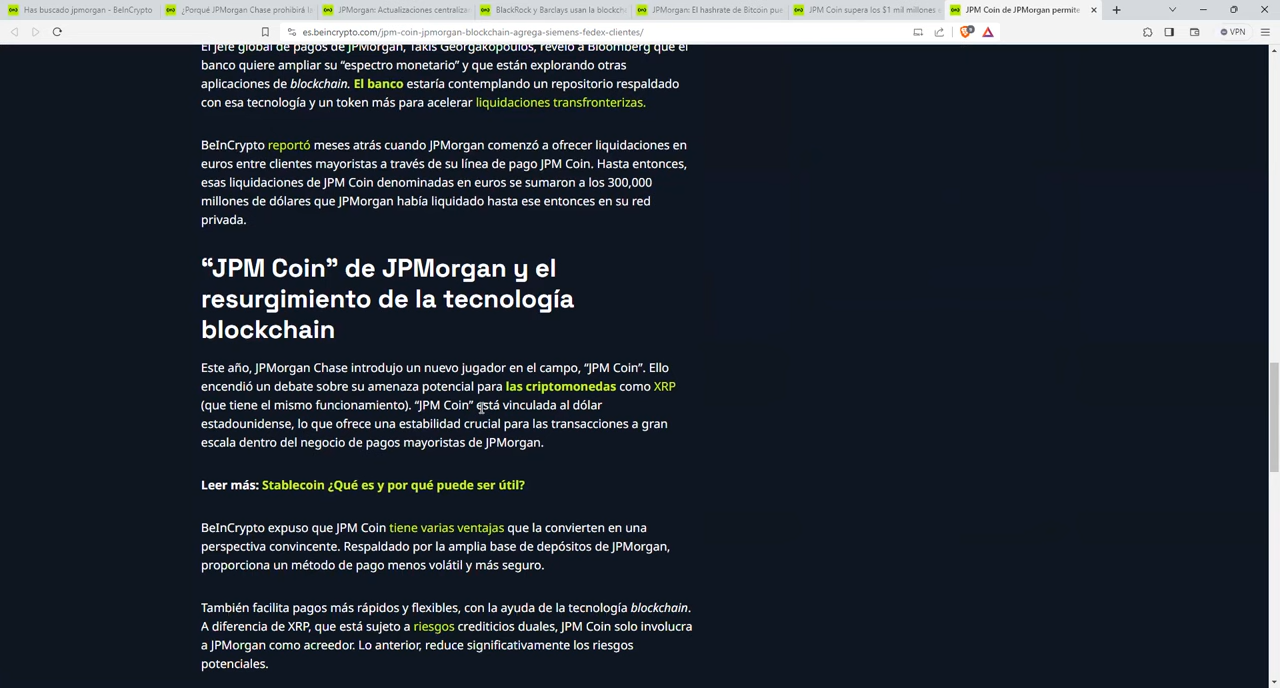 Has buscado jpmorgan - BeInCrypto
¿Porqué JPMorgan Chase prohibirá l
JPMorgan: Actualizaciones centraliza
BlackRock y Barclays usan la blockch
JPMorgan: El hashrate de Bitcoin pue
JPM Coin supera los $1 mil millones
JPM Coin de JPMorgan permite
es.beincrypto.com/jpm-coin-jpmorgan-blockchain-agrega-siemens-fedex-clientes/
VPN
El jefe global de pagos de JPMorgan, Takis Georgakopoulos, reveló a Bloomberg que el
banco quiere ampliar su “espectro monetario” y que están explorando otras
aplicaciones de blockchain. El banco estaría contemplando un repositorio respaldado
con esa tecnología y un token más para acelerar liquidaciones transfronterizas.
BeInCrypto reportó meses atrás cuando JPMorgan comenzó a ofrecer liquidaciones en
euros entre clientes mayoristas a través de su línea de pago JPM Coin. Hasta entonces,
esas liquidaciones de JPM Coin denominadas en euros se sumaron a los 300,000
millones de dólares que JPMorgan había liquidado hasta ese entonces en su red
privada.
“JPM Coin” de JPMorgan y el
resurgimiento de la tecnología
blockchain
Este año, JPMorgan Chase introdujo un nuevo jugador en el campo, “JPM Coin”. Ello
encendió un debate sobre su amenaza potencial para las criptomonedas como XRP
(que tiene el mismo funcionamiento). “JPM Coin” está vinculada al dólar
estadounidense, lo que ofrece una estabilidad crucial para las transacciones a gran
escala dentro del negocio de pagos mayoristas de JPMorgan.
Leer más: Stablecoin ¿Qué es y por qué puede ser útil?
BeInCrypto expuso que JPM Coin tiene varias ventajas que la convierten en una
perspectiva convincente. Respaldado por la amplia base de depósitos de JPMorgan,
proporciona un método de pago menos volátil y más seguro.
También facilita pagos más rápidos y flexibles, con la ayuda de la tecnología blockchain.
A diferencia de XRP, que está sujeto a riesgos crediticios duales, JPM Coin solo involucra
a JPMorgan como acreedor. Lo anterior, reduce significativamente los riesgos
potenciales.